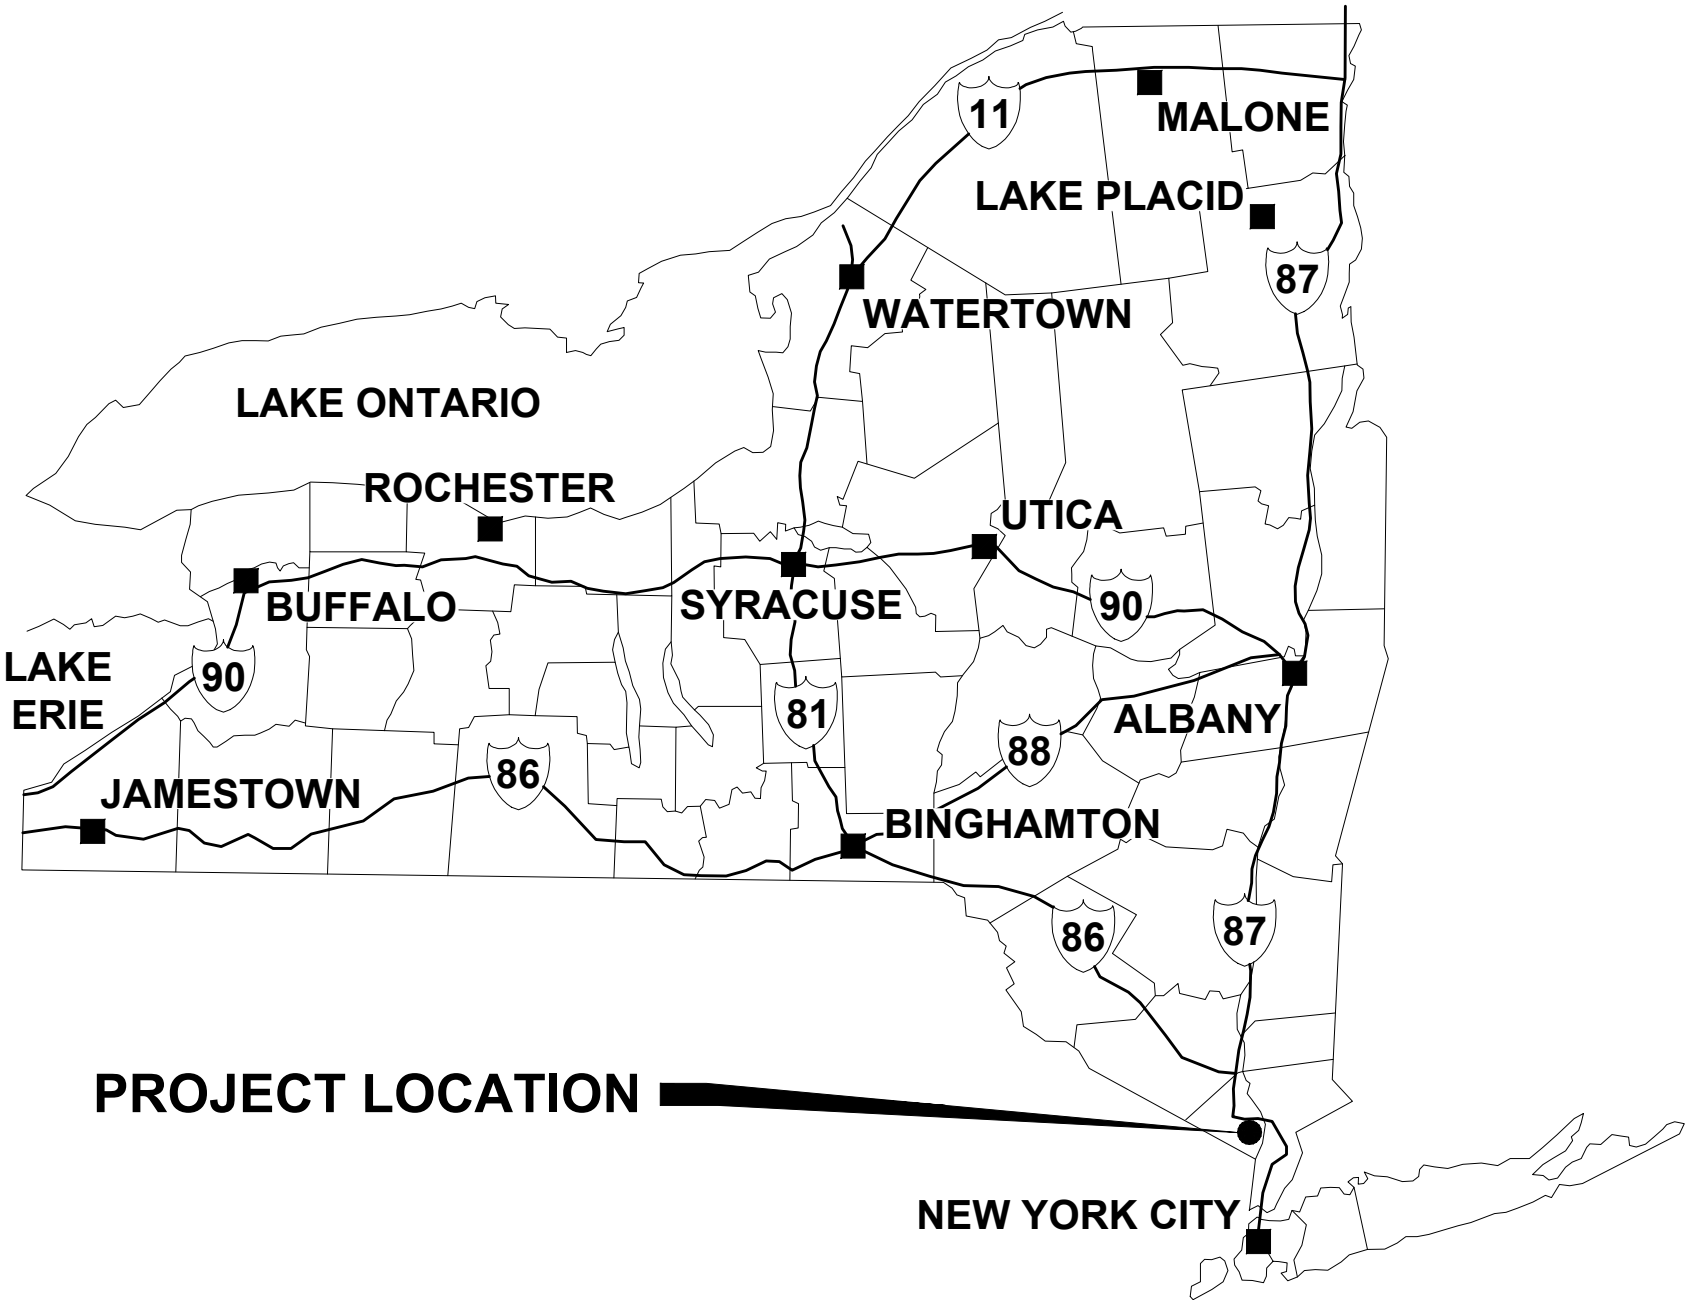 11
MALONE
LAKE PLACID
87
WATERTOWN
LAKE ONTARIO
ROCHESTER
UTICA
BUFFALO
SYRACUSE
90
LAKE
ERIE
90
81
ALBANY
88
86
JAMESTOWN
BINGHAMTON
86
87
PROJECT LOCATION
NEW YORK CITY